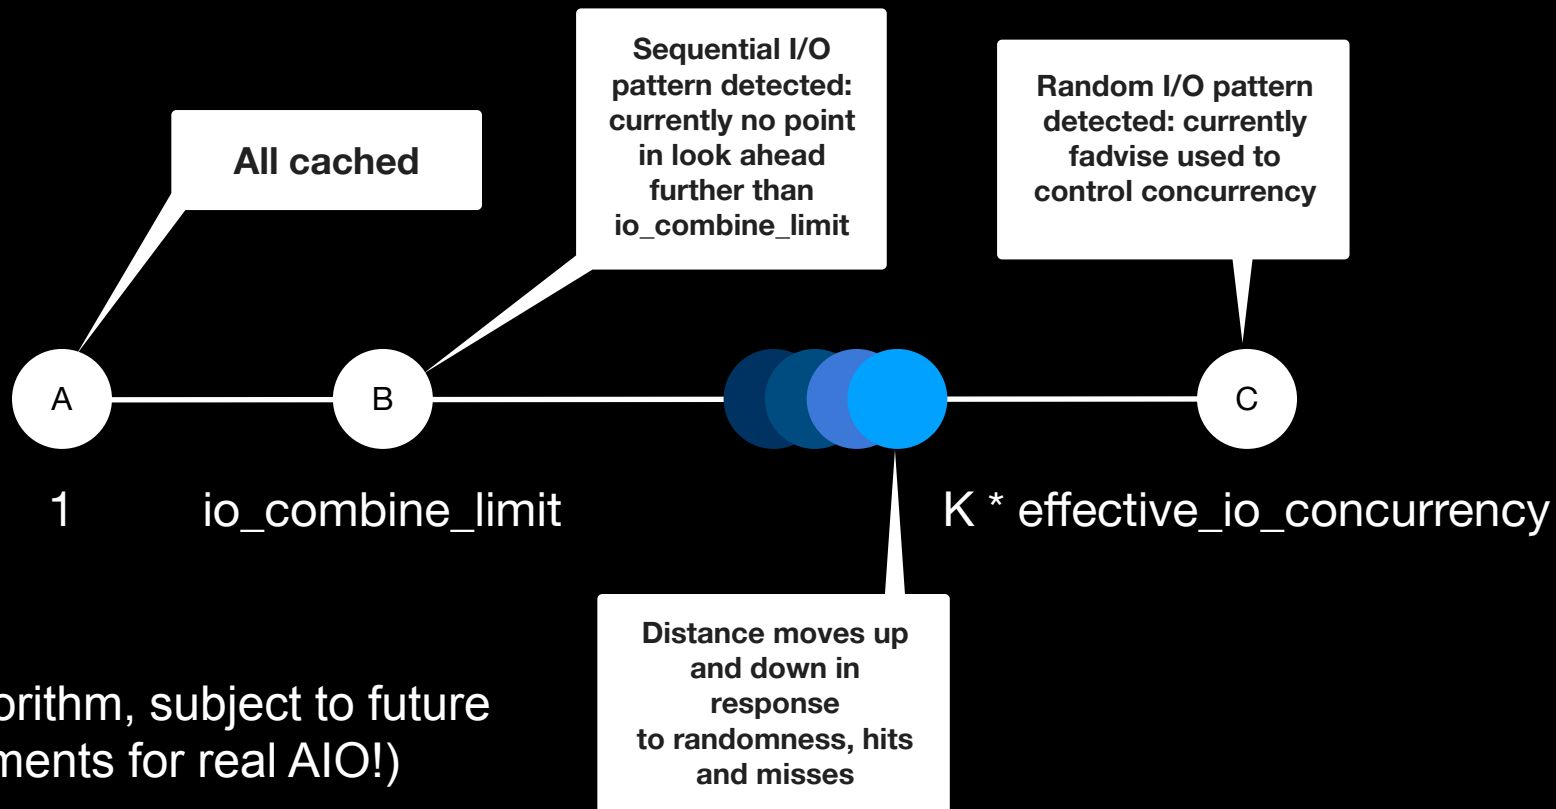 All cached
Sequential I/O
pattern detected:
currently no point
in look ahead
further than
io_combine_limit
Random I/O pattern
detected: currently
fadvise used to
control concurrency
A
B
C
1
io_combine_limit
K * effective_io_concurrency
Distance moves up
and down in
response
to randomness, hits
and misses
orithm, subject to future
ments for real AIO!)